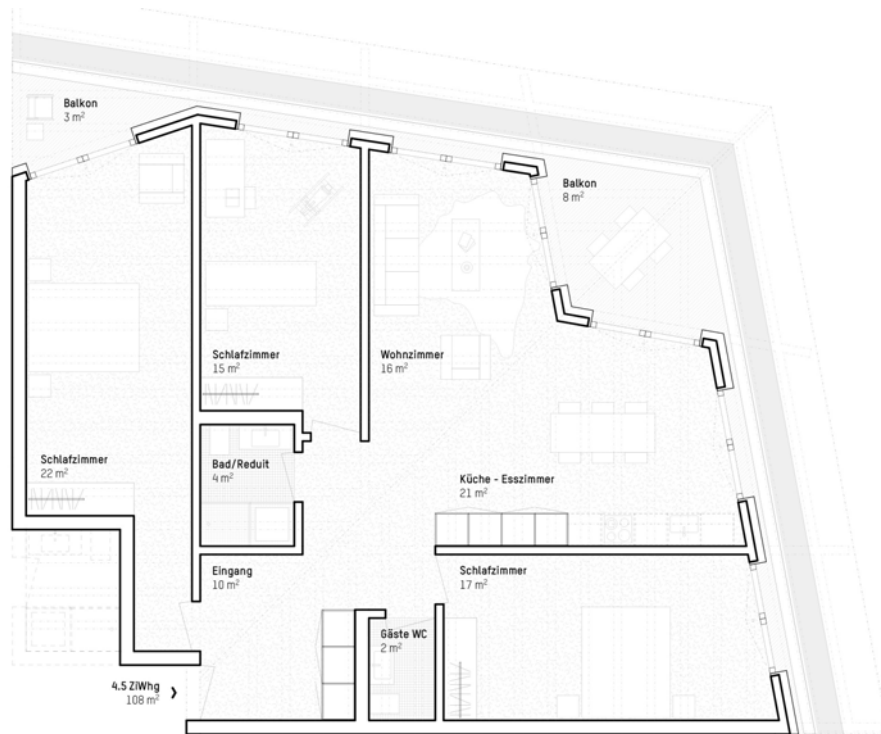 Balkon
3 m²
Balkon
8 m²
Schlafzimmer
15 m²
Wohnzimmer
16 m²
Schlafzimmer
22 m²
Bad/Reduit
4 m²
Küche - Esszimmer
21 m²
Eingang
10 m²
Schlafzimmer
17 m²
Gäste WC
2 m²
4.5 ZiWhg
108 m²